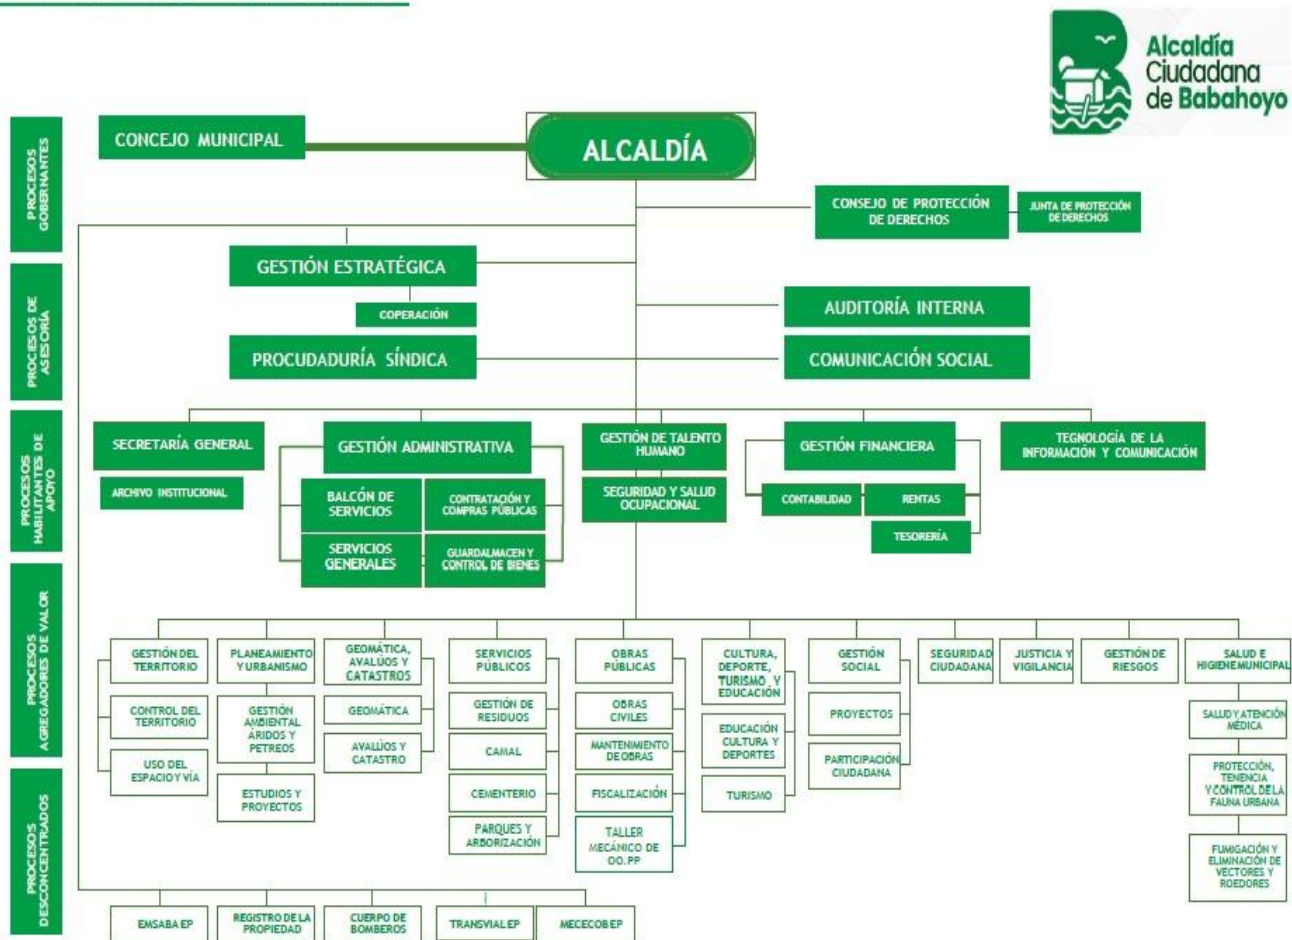 Alcaldía
Ciudadana
de Babahoyo
PROCESOS
GOBERNANTES
CONCEJO MUNICIPAL
ALCALDÍA
CONSEJO DE PROTECCIÓN
DE DERECHOS
JUNTA DE PROTECCIÓN
DE DERECHOS
GESTIÓN ESTRATÉGICA
COPERACIÓN
PROCESOS DE
ASESORÍA
AUDITORÍA INTERNA
PROCUDADURÍA SÍNDICA
COMUNICACIÓN SOCIAL
PROCESOS
HABILITANTES DE
APOYO
SECRETARÍA GENERAL
ARCHIVO INSTITUCIONAL
GESTIÓN ADMINISTRATIVA
BALCÓN DE
SERVICIOS
CONTRATACIÓN Y
COMPRAS PÚBLICAS
SERVICIOS
GENERALES
GUARDALMACEN Y
CONTROL DE BIENES
GESTIÓN DE TALENTO
HUMANO
SEGURIDAD Y SALUD
OCUPACIONAL
GESTIÓN FINANCIERA
CONTABILIDAD
RENTAS
TESORERÍA
TEGNOLOGÍA DE LA
INFORMACIÓN Y COMUNICACIÓN
PROCESOS
AGREGADORES DE VALOR
GESTIÓN DEL
TERRITORIO
CONTROL DEL
TERRITORIO
USO DEL
ESPACIO Y VÍA
PLANEAMIENTO
Y URBANISMO
GESTIÓN
AMBIENTAL
ÁRIDOS Y
PETREOS
ESTUDIOS Y
PROYECTOS
GEOMÁTICA,
AVALÚOS Y
CATASTROS
GEOMÁTICA
AVALÚOS Y
CATASTRO
SERVICIOS
PÚBLICOS
GESTIÓN DE
RESIDUOS
CAMAL
CEMENTERIO
PARQUES Y
ARBORIZACIÓN
OBRAS
PÚBLICAS
OBRAS
CIVILES
MANTENIMIENTO
DE OBRAS
FISCALIZACIÓN
TALLER
MECÁNICO DE
OO.PP
CULTURA,
DEPORTE,
TURISMO Y
EDUCACIÓN
EDUCACIÓN
CULTURA Y
DEPORTES
TURISMO
GESTIÓN
SOCIAL
PROYECTOS
PARTICIPACIÓN
CIUDADANA
SEGURIDAD
CIUDADANA
JUSTICIA Y
VIGILANCIA
GESTIÓN DE
RIESGOS
SALUD E
HIGIENE MUNICIPAL
SALUD Y ATENCIÓN
MÉDICA
PROTECCIÓN,
TENENCIA
Y CONTROL DE LA
FAUNA URBANA
FUMIGACIÓN Y
ELIMINACIÓN DE
VECTORES Y
ROEDORES
PROCESOS
DESCONCENTRADOS
EMSABA EP
REGISTRO DE LA
PROPIEDAD
CUERPO DE
BOMBEROS
TRANSVIAL EP
MECECOB EP